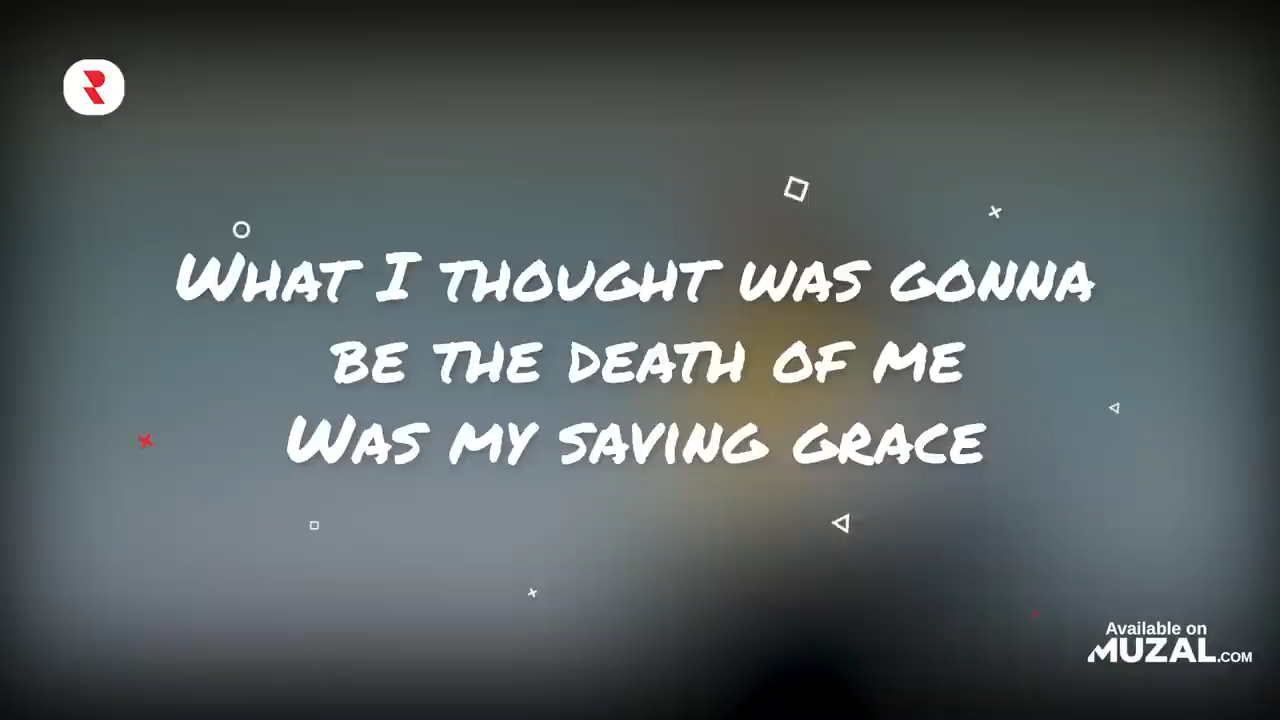 What I thought was gonna
be the death of me
Was my saving grace
Available on
MUZAL.COM